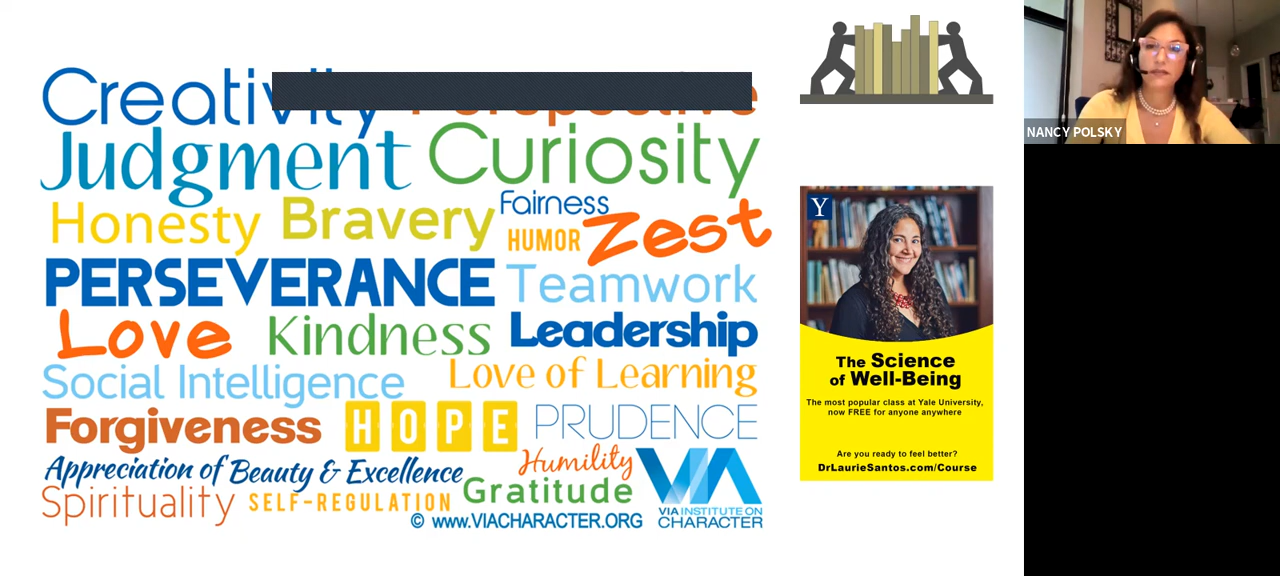 Creativity Perspective
Judgment Curiosity
Honesty Bravery Fairness
HUMOR Zest
PERSEVERANCE Teamwork
Love Kindness Leadership
Social Intelligence Love of Learning
Forgiveness HOPE PRUDENCE
Appreciation of Beauty & Excellence Humility
Spirituality SELF-REGULATION Gratitude
VIA
VIA INSTITUTE ON
CHARACTER
© www.VIACHARACTER.ORG
Y
The Science
of Well-Being
The most popular class at Yale University,
now FREE for anyone anywhere
Are you ready to feel better?
DrLaurieSantos.com/Course
NANCY POLSKY